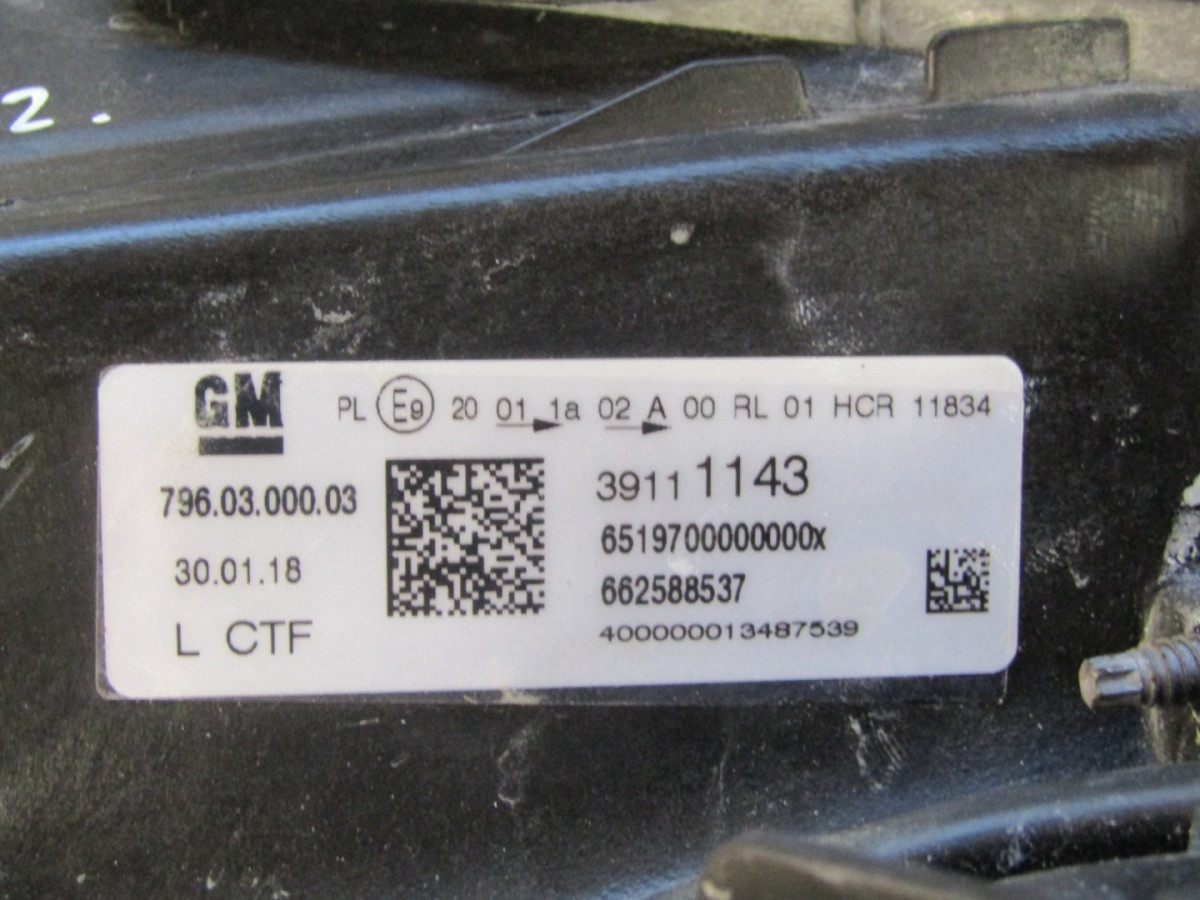 2.
GM
PL E9 20 01 1a 02 A 00 RL 01 HCR 11834
796.03.000.03
30.01.18
L CTF
39111143
6519700000000x
662588537
400000013487539